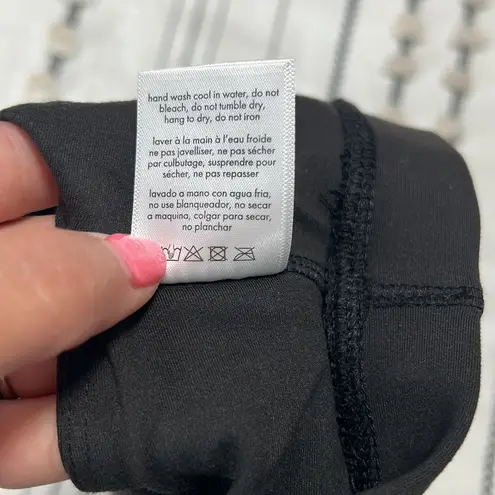 hand wash cool in water, do not
bleach, do not tumble dry,
hang to dry, do not iron
laver à la main à l'eau froide
ne pas javelliser, ne pas sécher
par culbutage, suspendre pour
sécher, ne pas repasser
lavado a mano con agua fria,
no use blanqueador, no secar
a maquina, colgar para secar,
no planchar